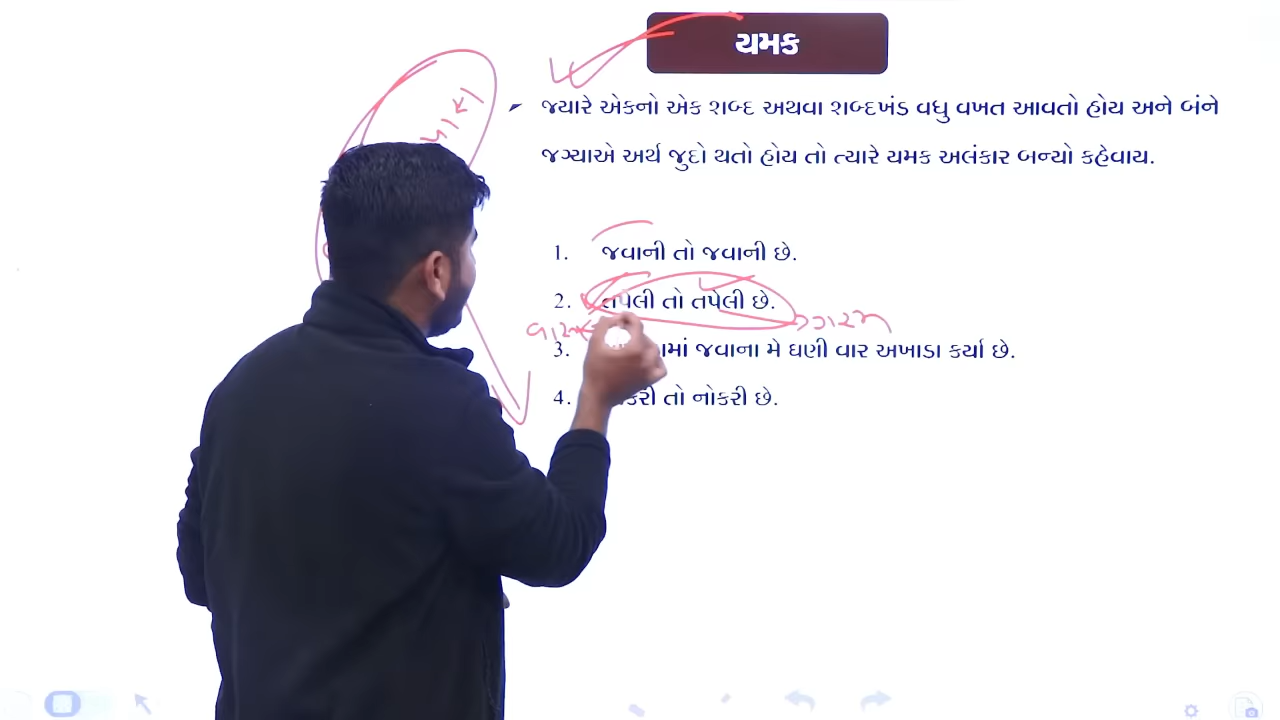 યમક
જ્યારે એકનો એક શબ્દ અથવા શબ્દખંડ વધુ વખત આવતો હોય અને બંને
જગ્યાએ અર્થ જુદો થતો હોય તો ત્યારે યમક અલંકાર બન્યો કહેવાય.
1. જવાની તો જવાની છે.
2. તપેલી તો તપેલી છે.
ગરમ
3. જવાના મે ઘણી વાર અખાડા કર્યા છે.
4. તો નોકરી છે.